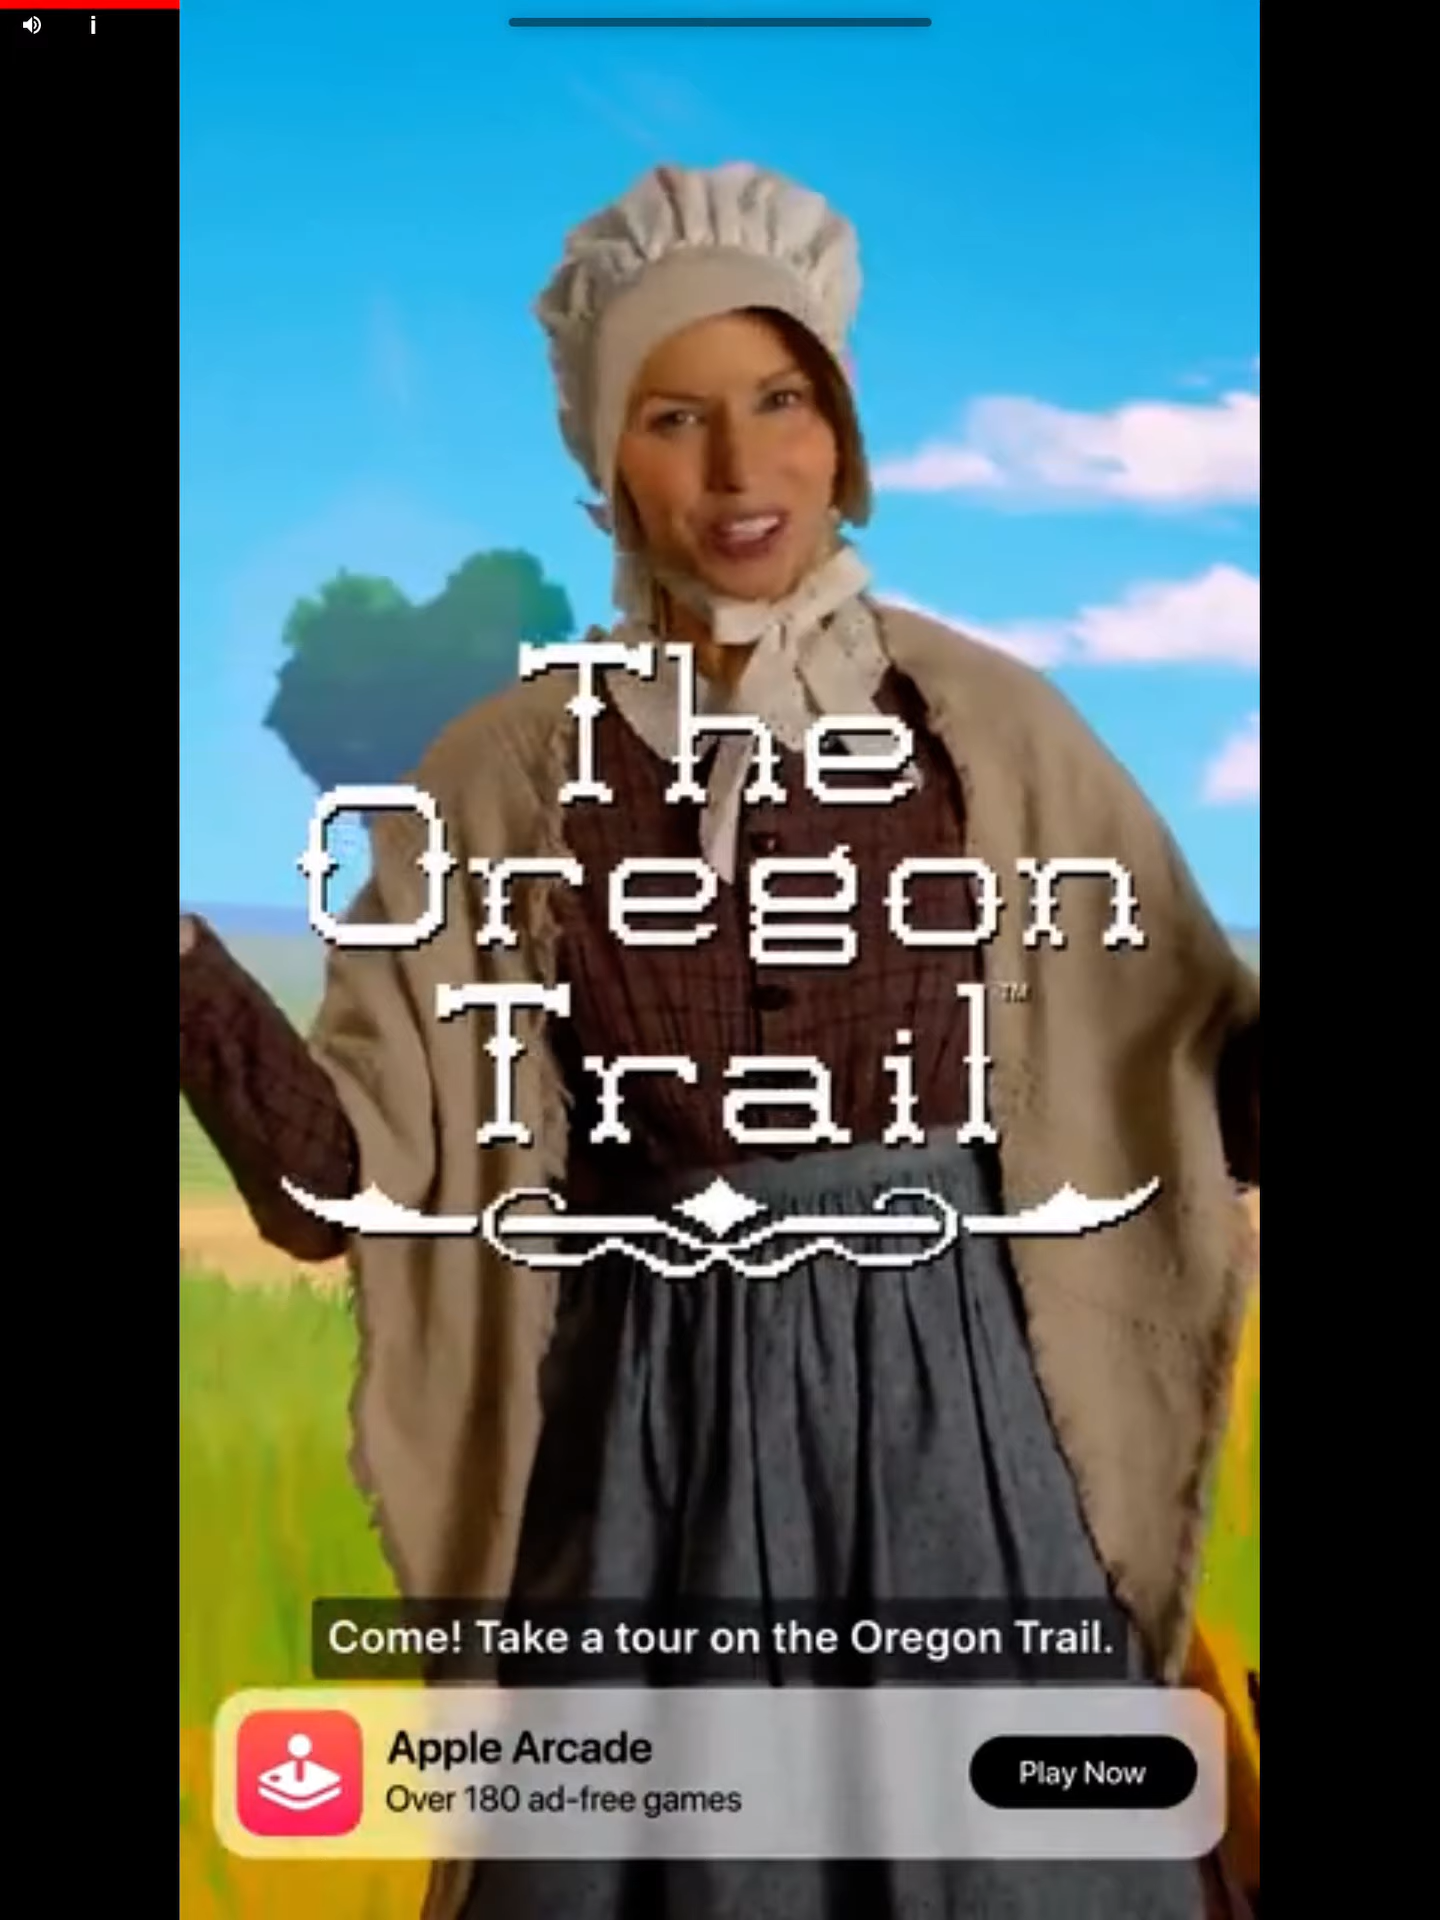 The
Oregon
Trail™
Come! Take a tour on the Oregon Trail.
Apple Arcade
Over 180 ad-free games
Play Now